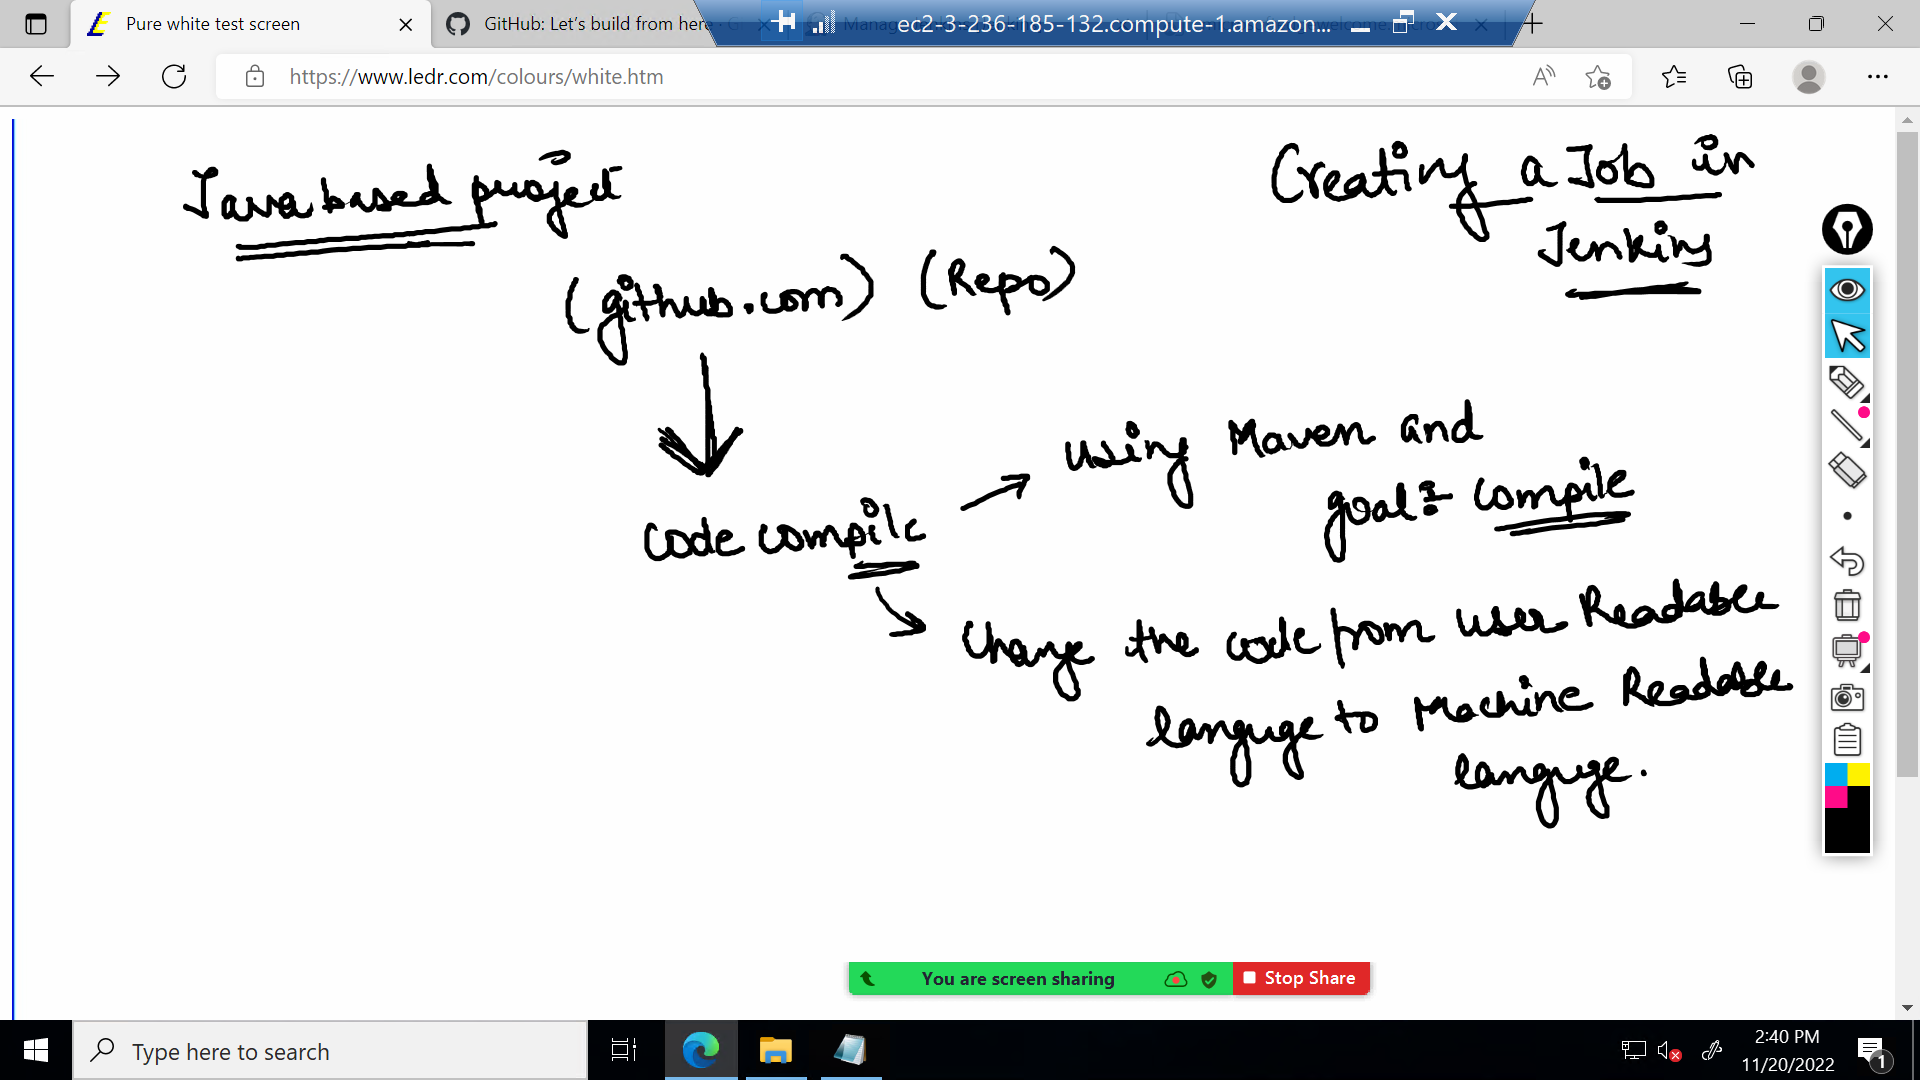 Pure white test screen
GitHub: Let's build from here · G
ec2-3-236-185-132.compute-1.amazon...
https://www.ledr.com/colours/white.htm
Java based project
Creating a Job in
Jenkins
(github.com) (Repo)
code compile
using Maven and
goal :- compile
Change the code from user Readable
languge to Machine Readable
languge.
You are screen sharing
Stop Share
Type here to search
2:40 PM
11/20/2022
1